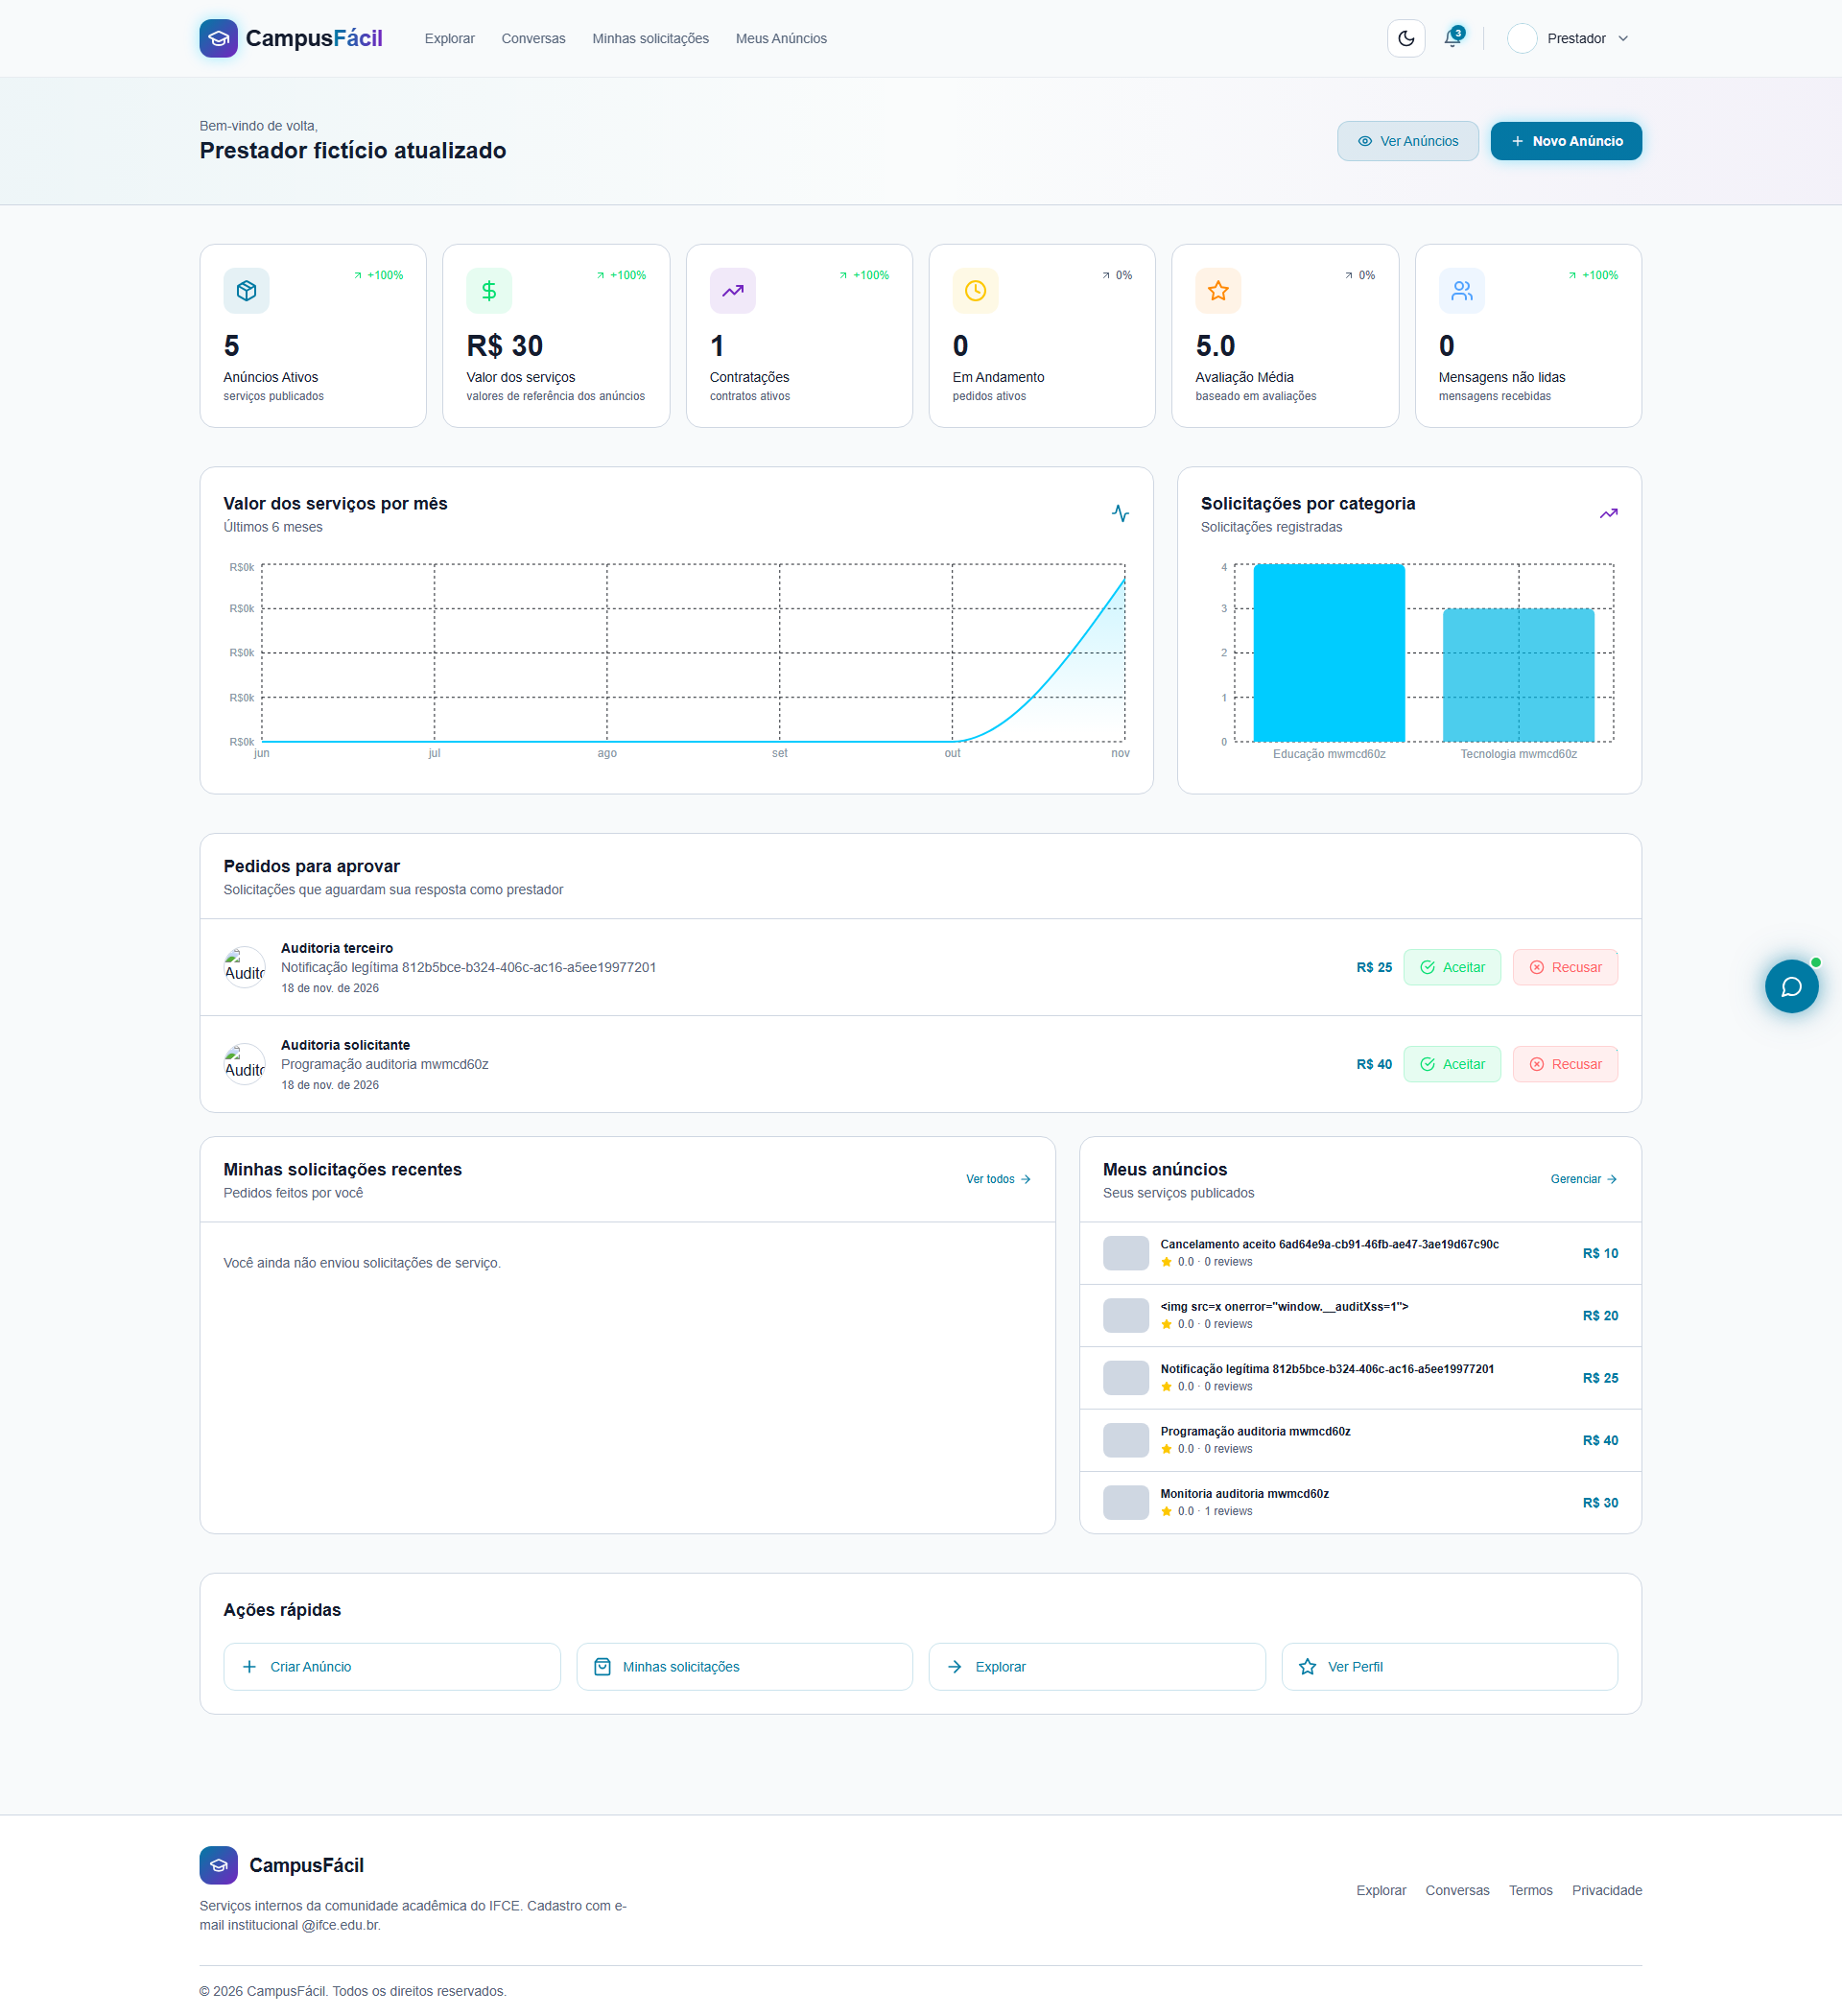 CampusFácil
Explorar
Conversas
Minhas solicitações
Meus Anúncios
3
Prestador
Bem-vindo de volta,
Prestador fictício atualizado
Ver Anúncios
Novo Anúncio
+100%
5
Anúncios Ativos
serviços publicados
+100%
R$ 30
Valor dos serviços
valores de referência dos anúncios
+100%
1
Contratações
contratos ativos
0%
0
Em Andamento
pedidos ativos
0%
5.0
Avaliação Média
baseado em avaliações
+100%
0
Mensagens não lidas
mensagens recebidas
Valor dos serviços por mês
Últimos 6 meses
R$0k
R$0k
R$0k
R$0k
R$0k
jun
jul
ago
set
out
nov
Solicitações por categoria
Solicitações registradas
4
3
2
1
0
Educação mwmcd60z
Tecnologia mwmcd60z
Pedidos para aprovar
Solicitações que aguardam sua resposta como prestador
Audito
Auditoria terceiro
Notificação legítima 812b5bce-b324-406c-ac16-a5ee19977201
18 de nov. de 2026
R$ 25
Aceitar
Recusar
Audito
Auditoria solicitante
Programação auditoria mwmcd60z
18 de nov. de 2026
R$ 40
Aceitar
Recusar
Minhas solicitações recentes
Pedidos feitos por você
Ver todos
Você ainda não enviou solicitações de serviço.
Meus anúncios
Seus serviços publicados
Gerenciar
Cancelamento aceito 6ad64e9a-cb91-46fb-ae47-3ae19d67c90c
0.0 · 0 reviews
R$ 10
<img src=x onerror="window.__auditXss=1">
0.0 · 0 reviews
R$ 20
Notificação legítima 812b5bce-b324-406c-ac16-a5ee19977201
0.0 · 0 reviews
R$ 25
Programação auditoria mwmcd60z
0.0 · 0 reviews
R$ 40
Monitoria auditoria mwmcd60z
0.0 · 1 reviews
R$ 30
Ações rápidas
Criar Anúncio
Minhas solicitações
Explorar
Ver Perfil
CampusFácil
Serviços internos da comunidade acadêmica do IFCE. Cadastro com e-
mail institucional @ifce.edu.br.
Explorar
Conversas
Termos
Privacidade
© 2026 CampusFácil. Todos os direitos reservados.